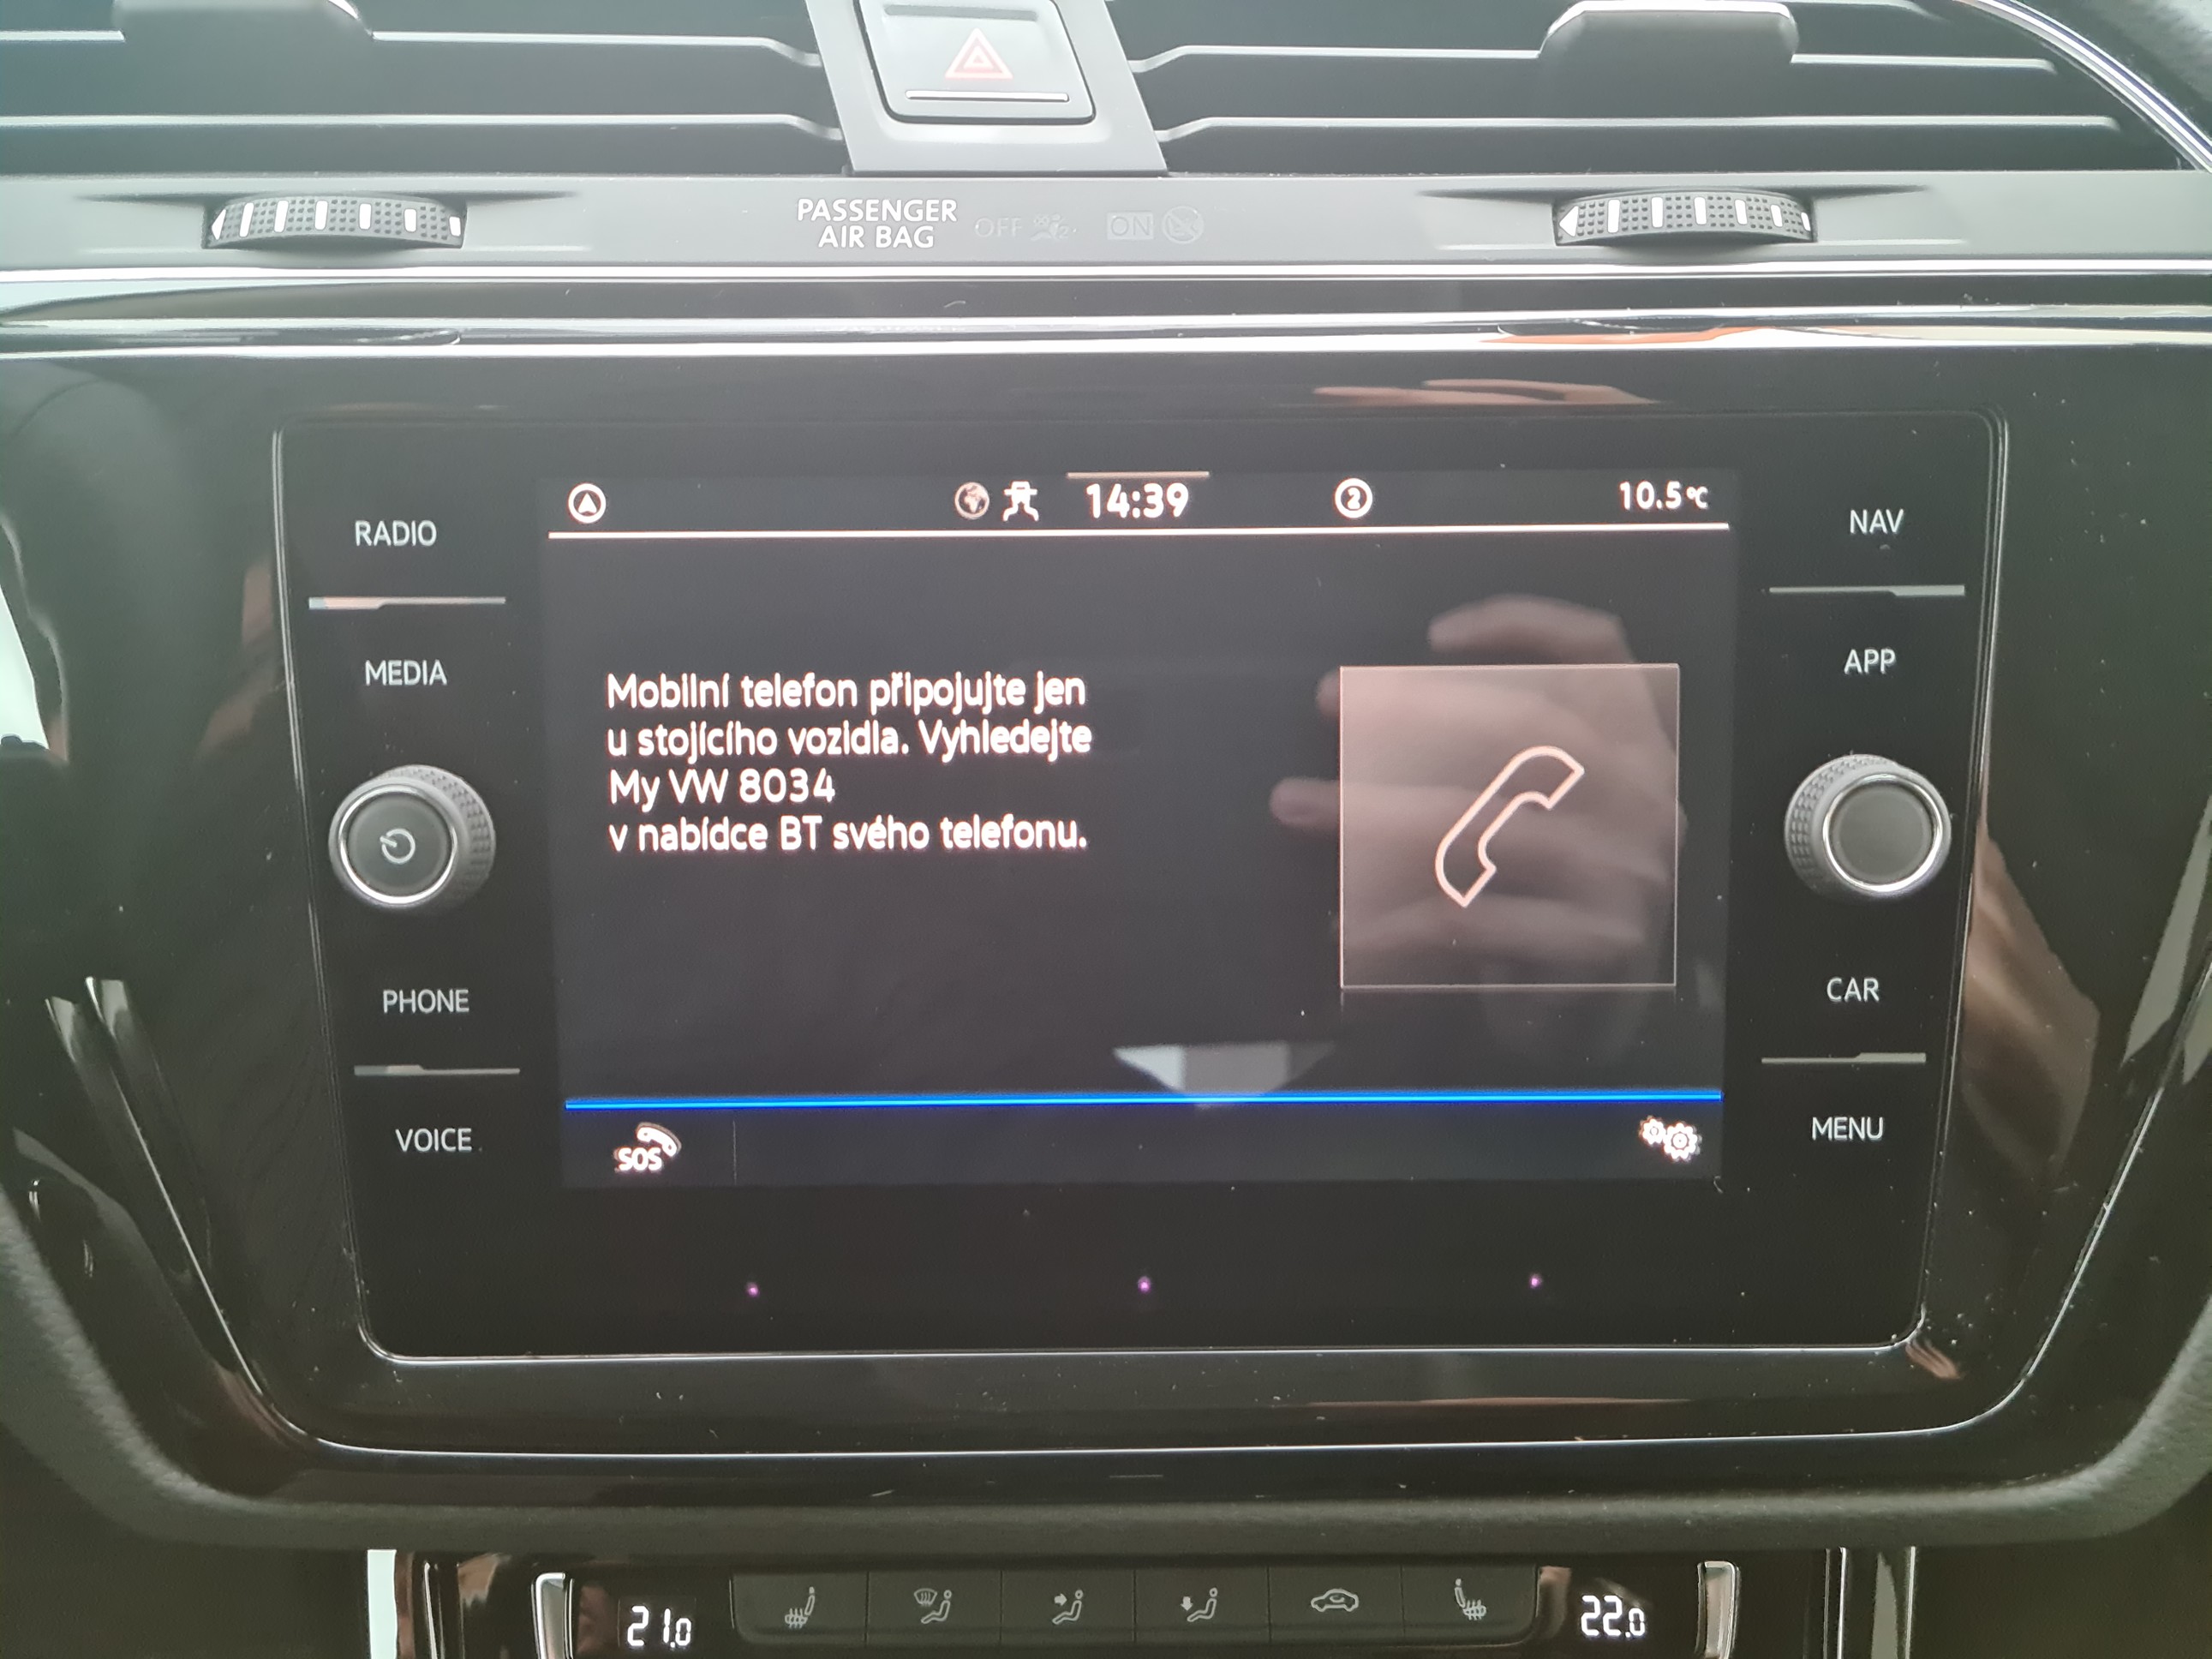 PASSENGER
AIR BAG
OFF
ON
14:39
2
10.5°C
RADIO
NAV
MEDIA
APP
Mobilní telefon připojujte jen
u stojícího vozidla. Vyhledejte
My VW 8034
v nabídce BT svého telefonu.
PHONE
CAR
VOICE
MENU
SOS
21.0
22.0